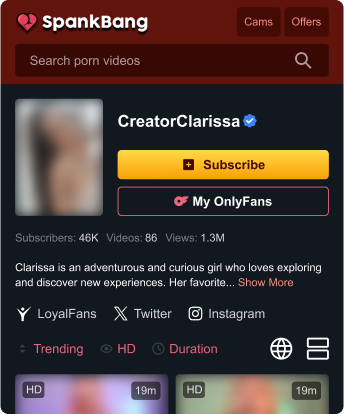 SpankBang
Cams
Offers
Search porn videos
CreatorClarissa
Subscribe
My OnlyFans
Subscribers: 46K Videos: 86 Views: 1.3M
Clarissa is an adventurous and curious girl who loves exploring
and discover new experiences. Her favorite... Show More
LoyalFans Twitter Instagram
Trending HD Duration
HD 19m HD 19m